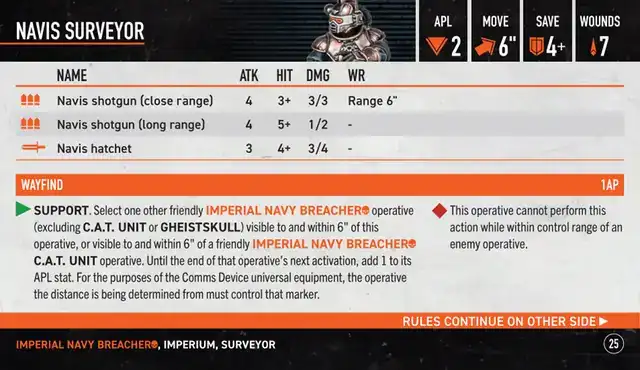 NAVIS SURVEYOR
APL 2
MOVE 6"
SAVE 4+
WOUNDS 7
NAME ATK HIT DMG WR
Navis shotgun (close range) 4 3+ 3/3 Range 6"
Navis shotgun (long range) 4 5+ 1/2 -
Navis hatchet 3 4+ 3/4 -
WAYFIND 1AP
SUPPORT. Select one other friendly IMPERIAL NAVY BREACHER operative
(excluding C.A.T. UNIT or GHEISTSKULL) visible to and within 6" of this
operative, or visible to and within 6" of a friendly IMPERIAL NAVY BREACHER
C.A.T. UNIT operative. Until the end of that operative's next activation, add 1 to its
APL stat. For the purposes of the Comms Device universal equipment, the operative
the distance is being determined from must control that marker.
This operative cannot perform this
action while within control range of an
enemy operative.
RULES CONTINUE ON OTHER SIDE
IMPERIAL NAVY BREACHER, IMPERIUM, SURVEYOR
25